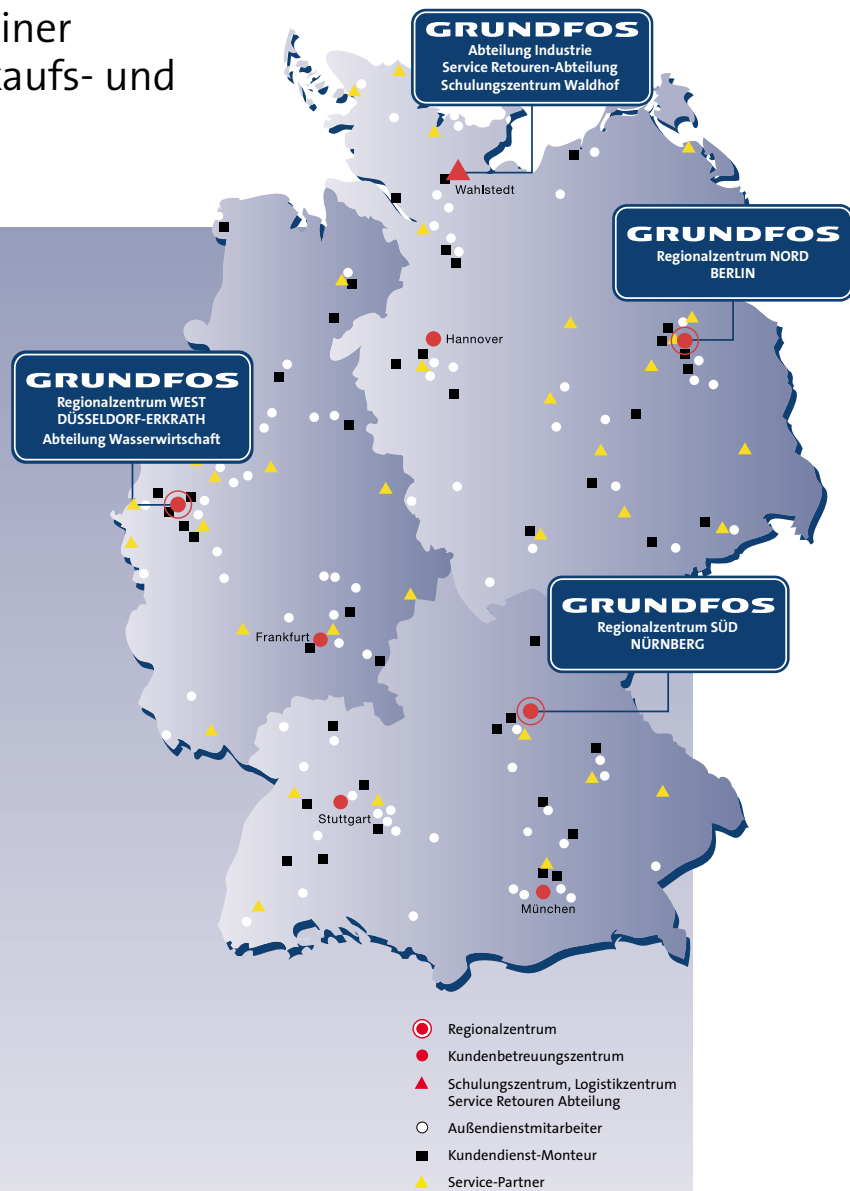 iner
kaufs- und
GRUNDFOS
Abteilung Industrie
Service Retouren-Abteilung
Schulungszentrum Waldhof
Wahlstedt
GRUNDFOS
Regionalzentrum NORD
BERLIN
Hannover
GRUNDFOS
Regionalzentrum WEST
DÜSSELDORF-ERKRATH
Abteilung Wasserwirtschaft
GRUNDFOS
Regionalzentrum SÜD
NÜRNBERG
Frankfurt
Stuttgart
München
Regionalzentrum
Kundenbetreuungszentrum
Schulungszentrum, Logistikzentrum
Service Retouren Abteilung
Außendienstmitarbeiter
Kundendienst-Monteur
Service-Partner